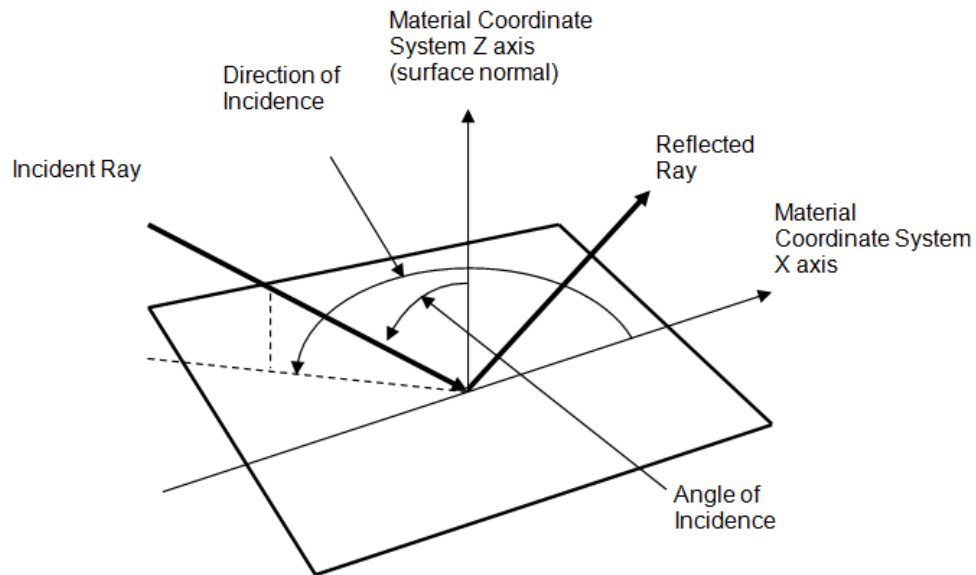 Material Coordinate
System Z axis
(surface normal)
Direction of
Incidence
Incident Ray
Reflected
Ray
Material
Coordinate System
X axis
Angle of
Incidence